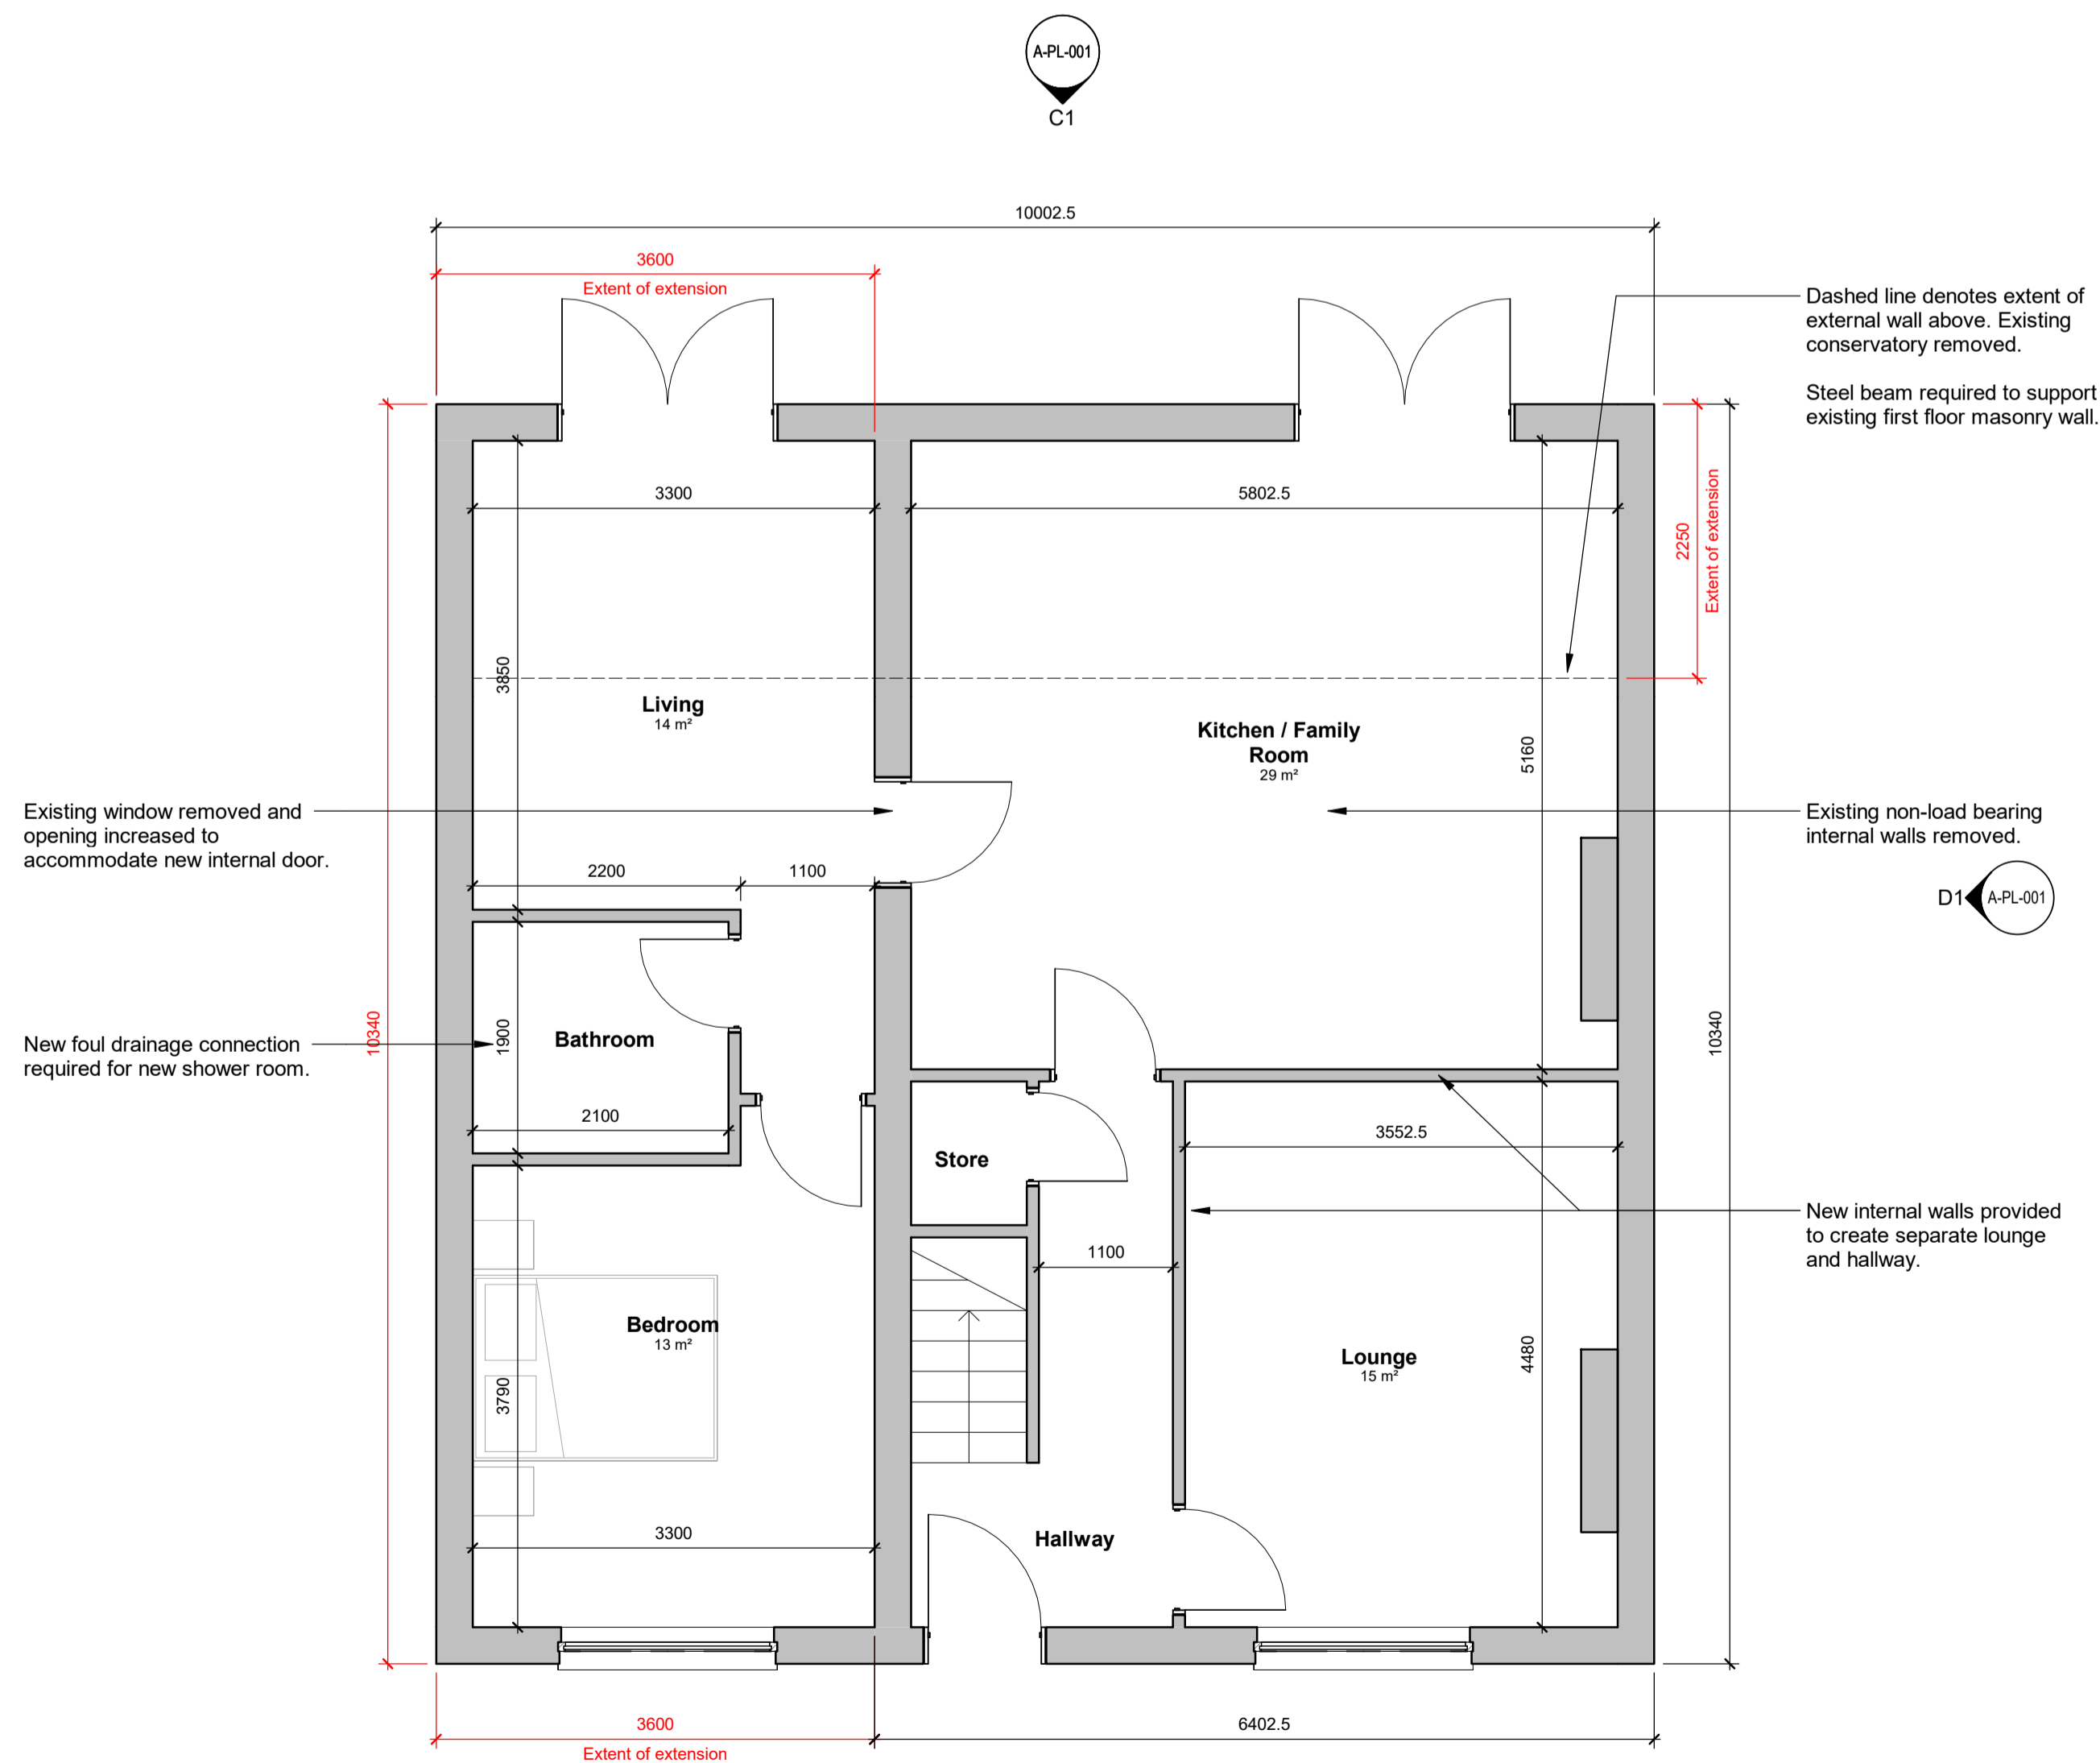 A-PL-001
C1
10002.5
3600
Extent of extension
Dashed line denotes extent of
external wall above. Existing
conservatory removed.
Steel beam required to support
existing first floor masonry wall.
3300
5802.5
2250
Extent of extension
3850
Living
14 m²
Kitchen / Family
Room
29 m²
5160
Existing window removed and
opening increased to
accommodate new internal door.
Existing non-load bearing
internal walls removed.
2200
1100
D1
A-PL-001
10340
New foul drainage connection
required for new shower room.
1900
Bathroom
10340
2100
3552.5
Store
New internal walls provided
to create separate lounge
and hallway.
1100
Bedroom
13 m²
3790
Lounge
15 m²
4480
3300
Hallway
3600
Extent of extension
6402.5